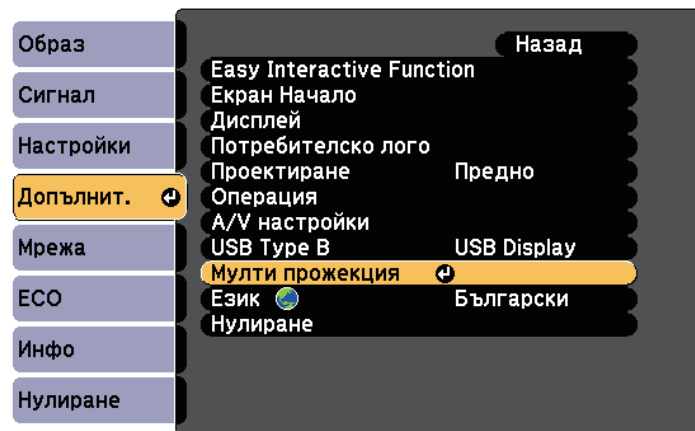 Образ
Сигнал
Настройки
Допълнит.
Мрежа
ECO
Инфо
Нулиране
Назад
Easy Interactive Function
Екран Начало
Дисплей
Потребителско лого
Проектиране Предно
Операция
A/V настройки
USB Type B USB Display
Мулти прожекция
Език Български
Нулиране